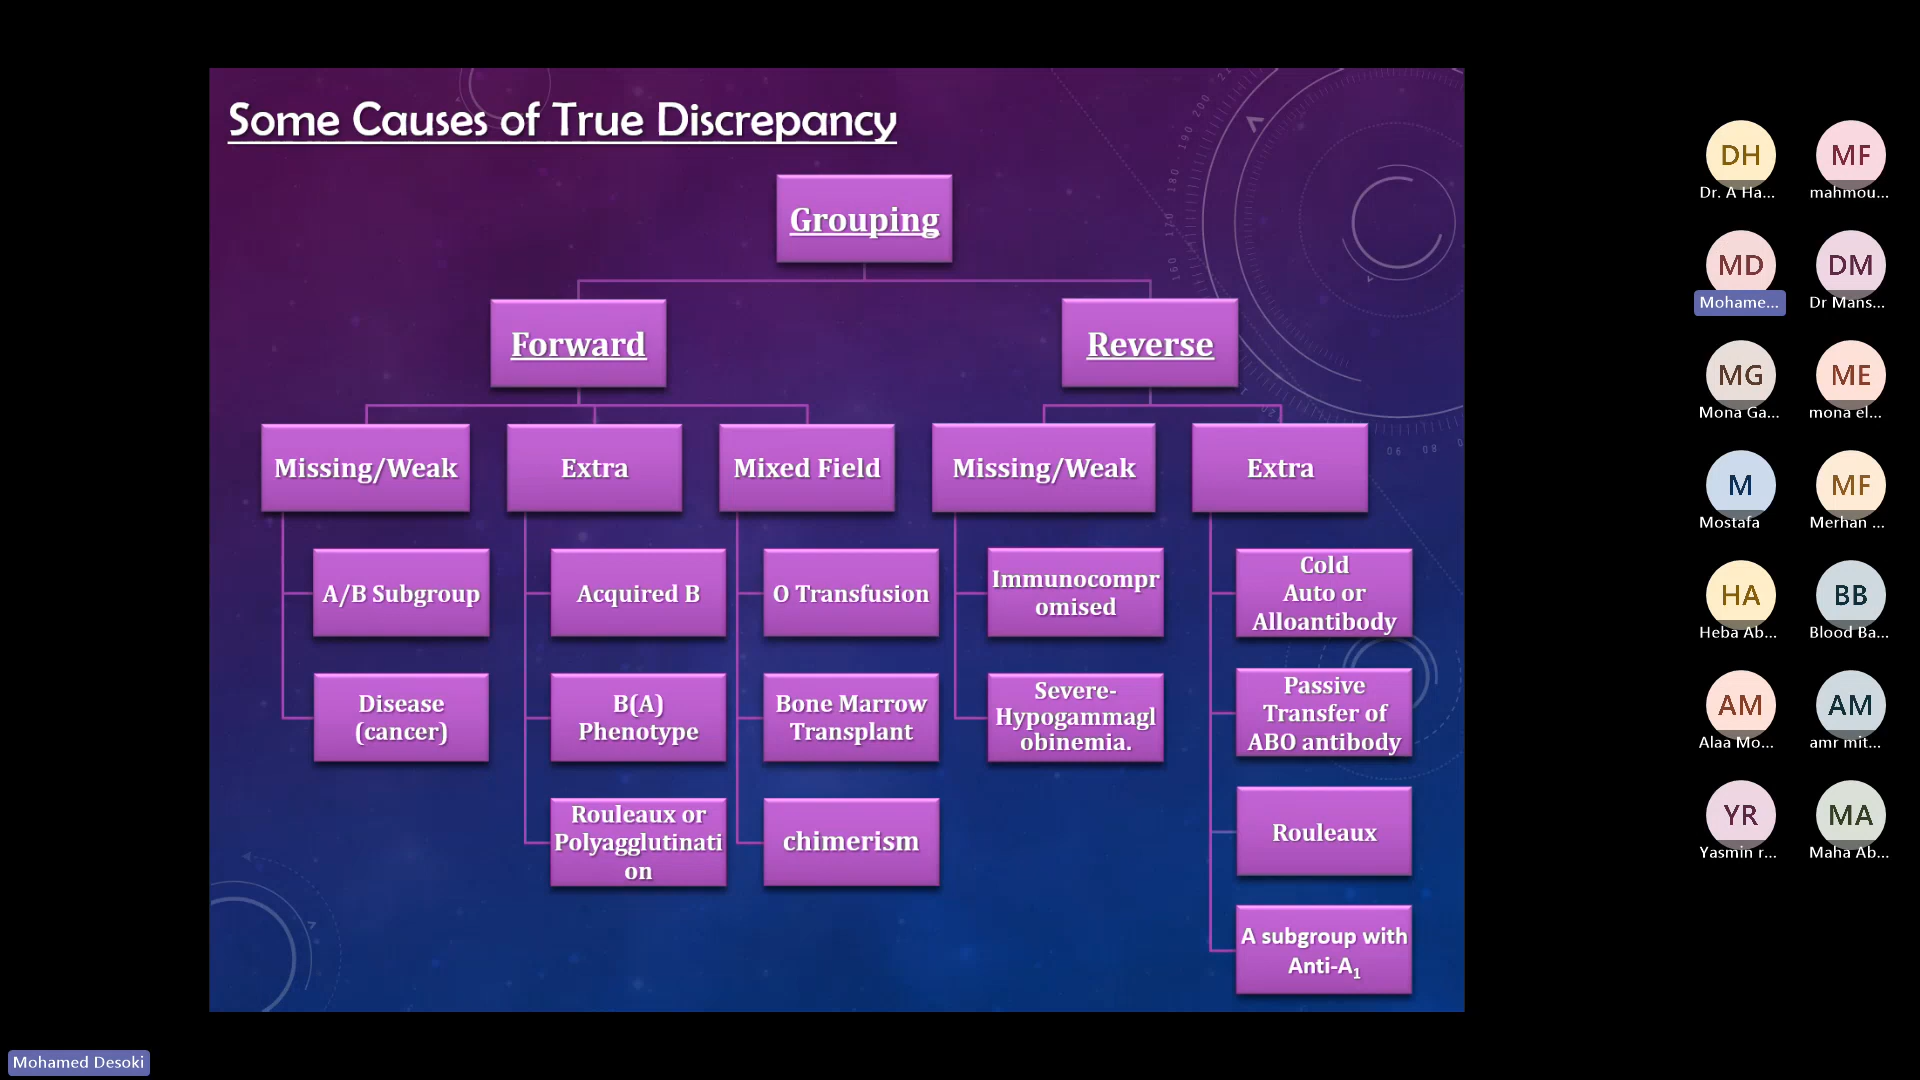 Some Causes of True Discrepancy
Grouping
Forward
Reverse
Missing/Weak
Extra
Mixed Field
Missing/Weak
Extra
A/B Subgroup
Disease
(cancer)
Acquired B
B(A)
Phenotype
Rouleaux or
Polyagglutinati
on
O Transfusion
Bone Marrow
Transplant
chimerism
Immunocompr
omised
Severe-
Hypogammagl
obinemia.
Cold
Auto or
Alloantibody
Passive
Transfer of
ABO antibody
Rouleaux
A subgroup with
Anti-A₁
DH
Dr. A Ha...
MF
mahmou...
MD
Mohame...
DM
Dr Mans...
MG
Mona Ga...
ME
mona el...
M
Mostafa
MF
Merhan ...
HA
Heba Ab...
BB
Blood Ba...
AM
Alaa Mo...
AM
amr mit...
YR
Yasmin r...
MA
Maha Ab...
Mohamed Desoki